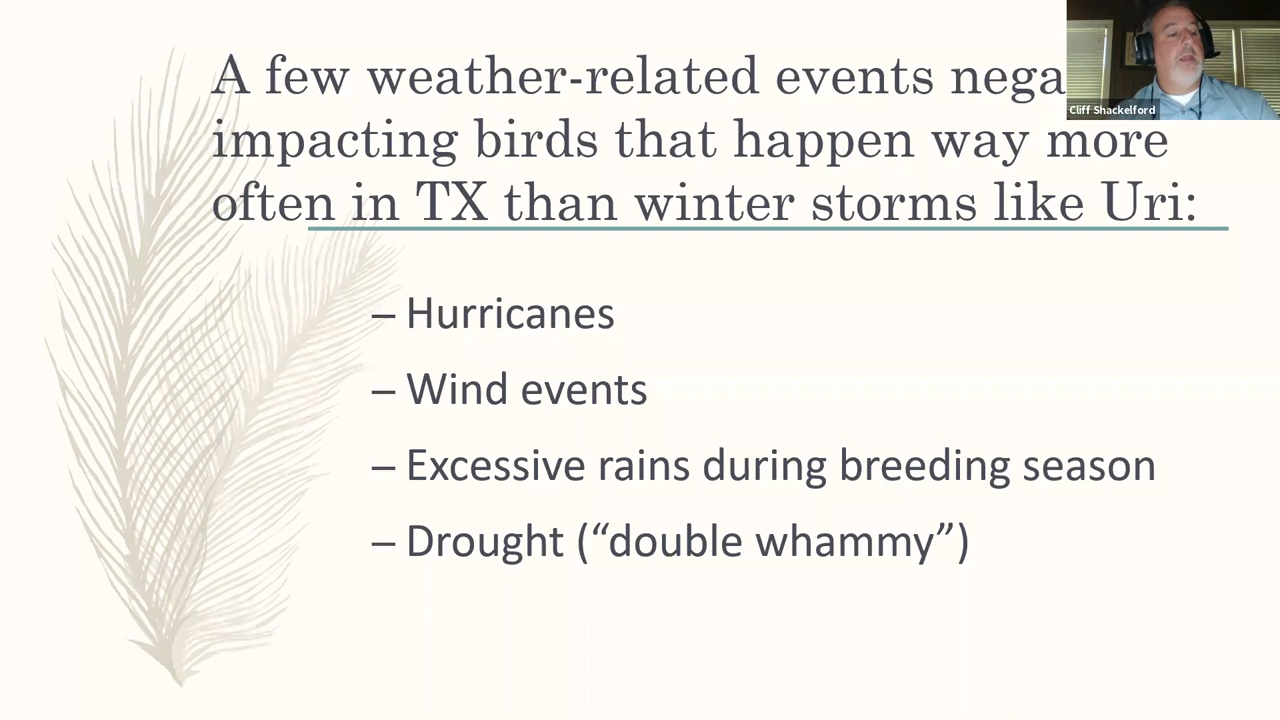 A few weather-related events nega
impacting birds that happen way more
often in TX than winter storms like Uri:
Cliff Shackelford
– Hurricanes
– Wind events
– Excessive rains during breeding season
– Drought (“double whammy”)